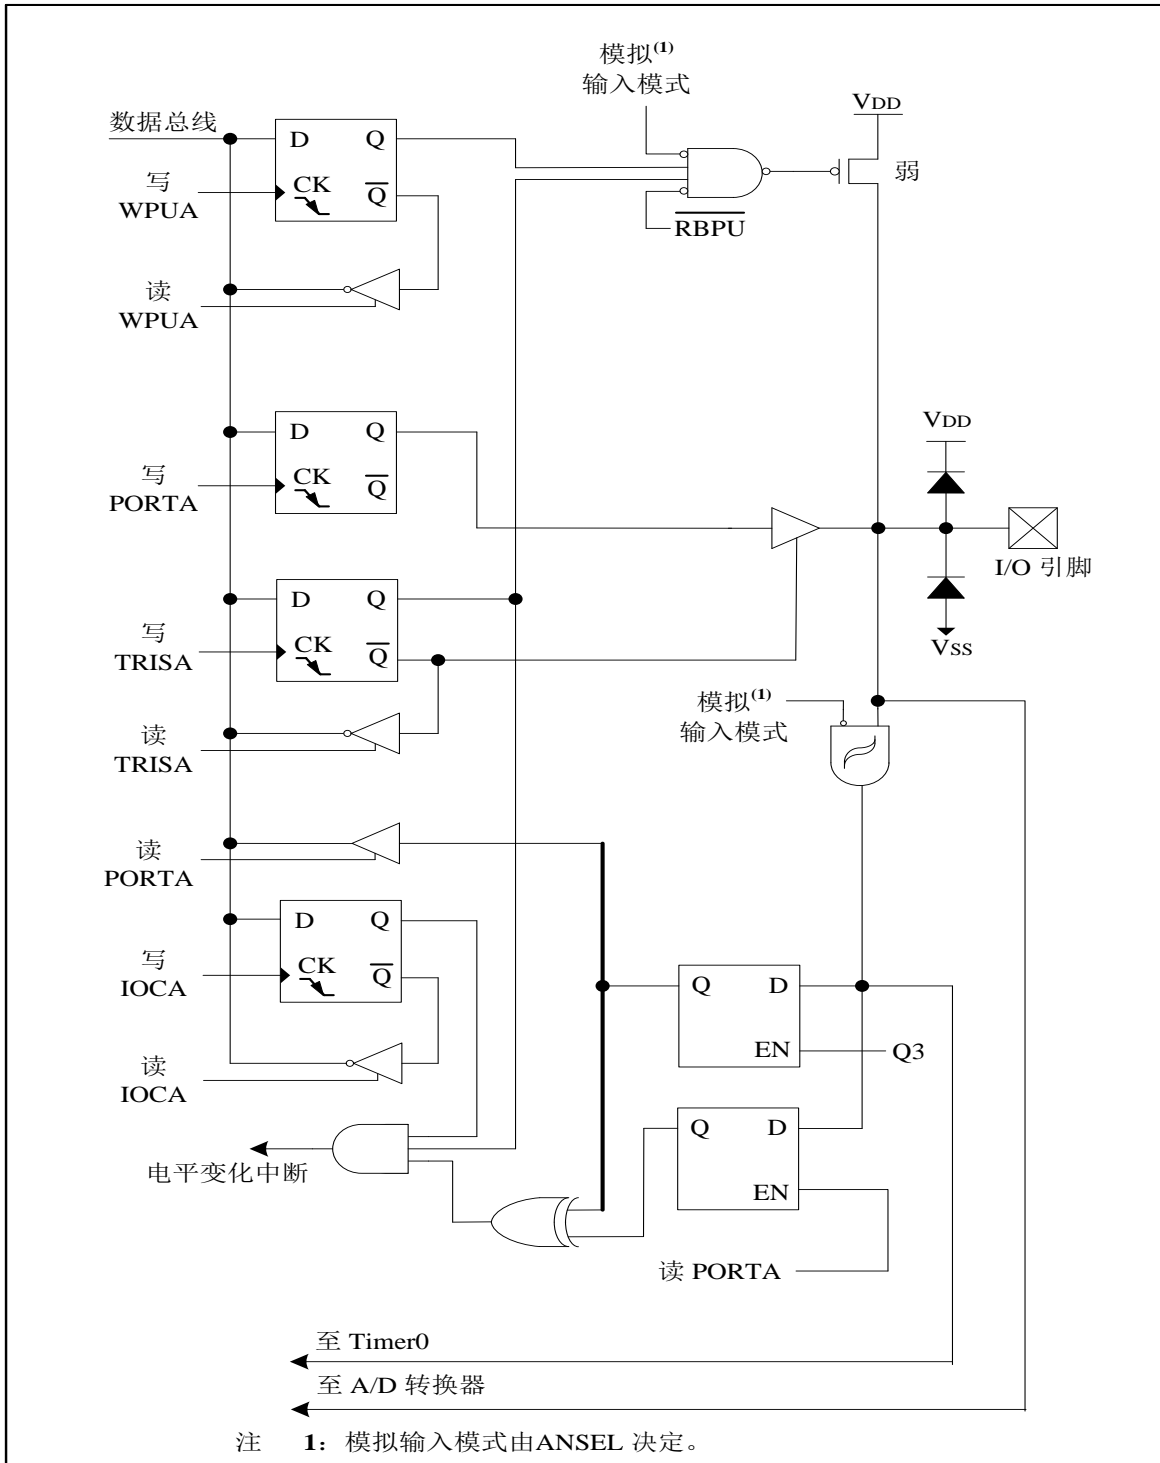 模拟(1)
输入模式
VDD
数据总线
D Q
写
WPUA
CK Q
弱
RBPU
读
WPUA
D Q
VDD
写
PORTA
CK Q
I/O 引脚
D Q
写
TRISA
CK Q
VSS
模拟(1)
输入模式
读
TRISA
读
PORTA
D Q
写
IOCA
CK Q
Q D
EN Q3
读
IOCA
Q D
电平变化中断
EN
读 PORTA
至 Timer0
至 A/D 转换器
注 1：模拟输入模式由ANSEL 决定。